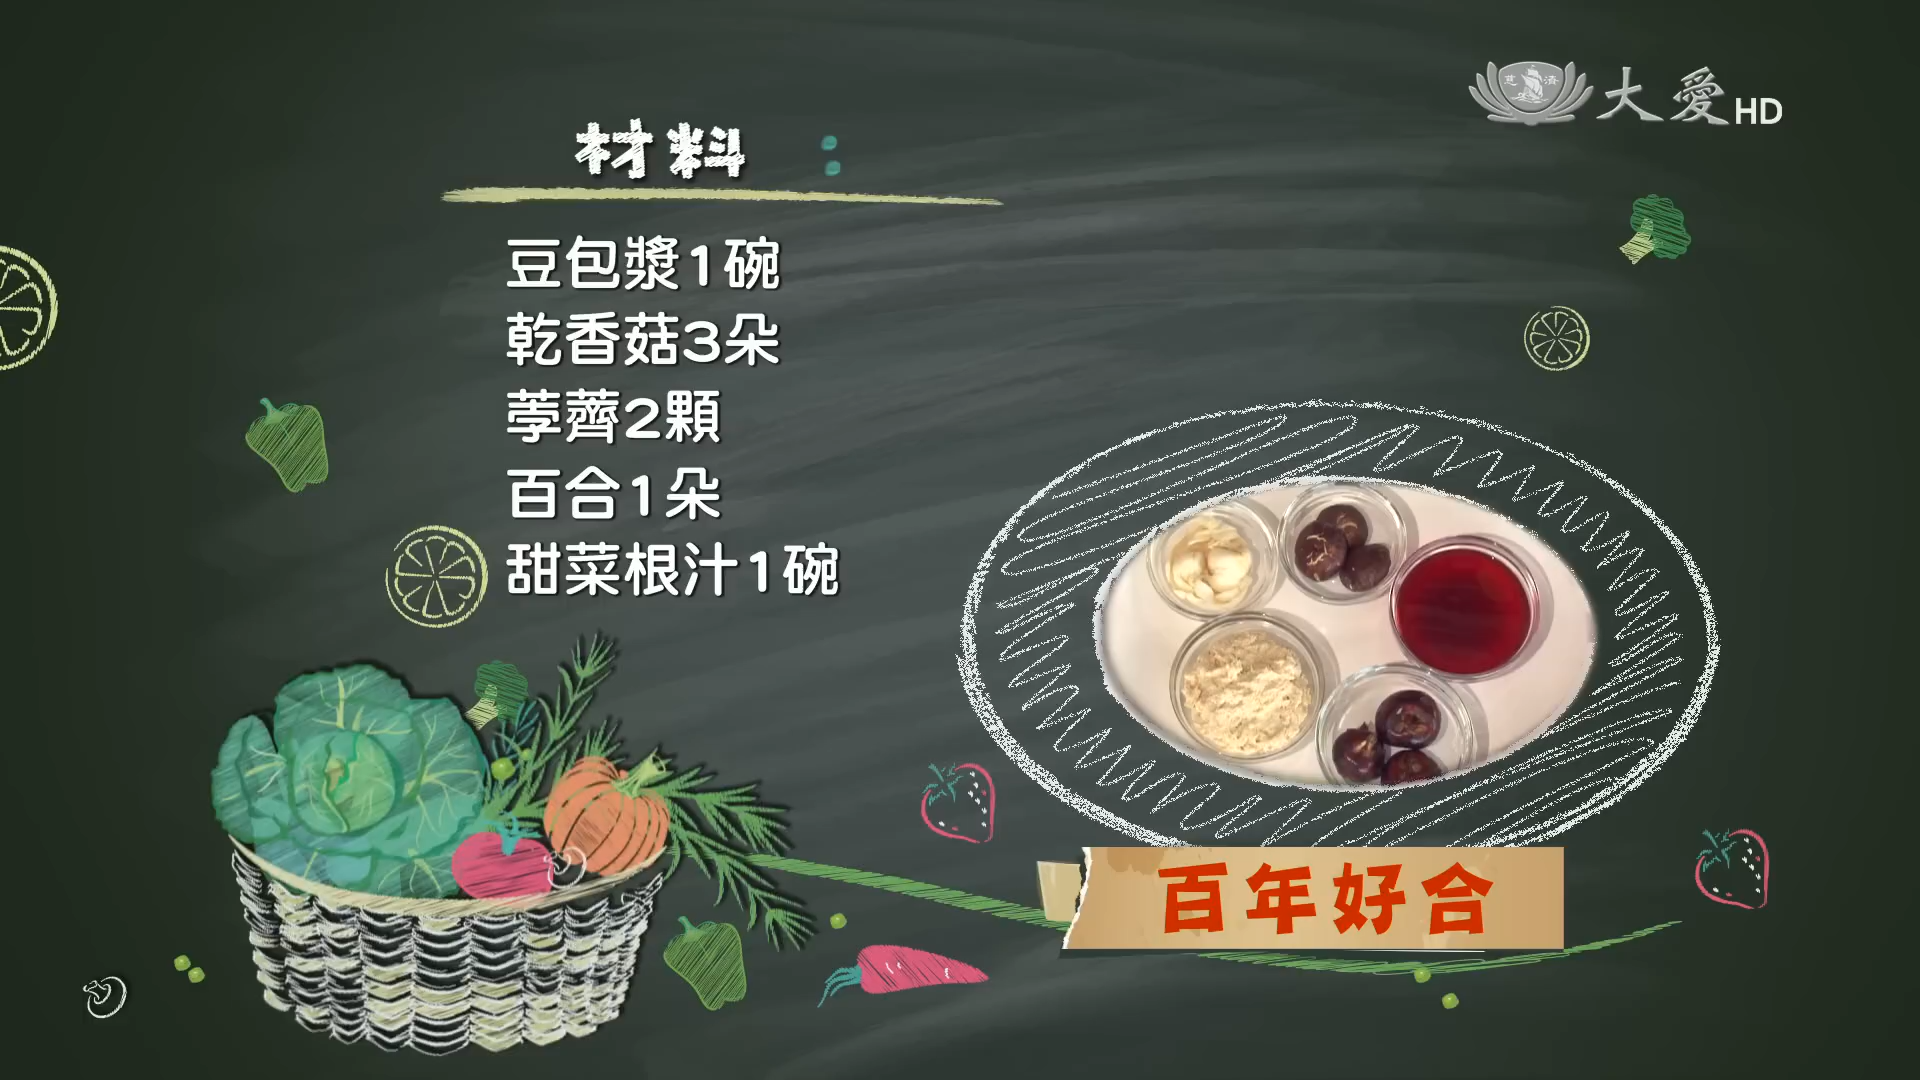 大愛HD
材料：
豆包漿1碗
乾香菇3朵
荸薺2顆
百合1朵
甜菜根汁1碗
百年好合